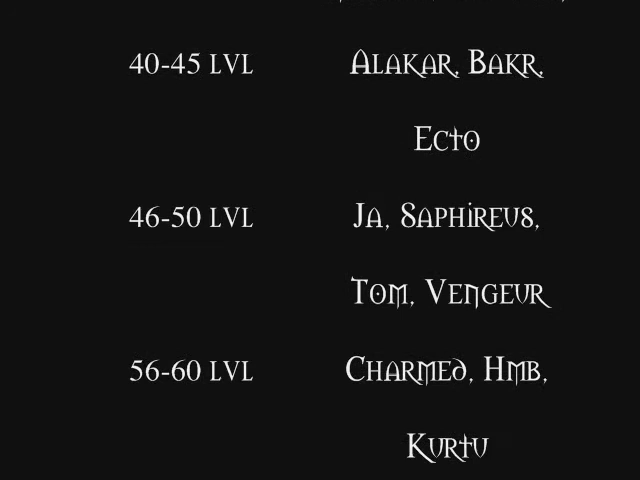 40-45 LVL Alakar, Bakr,
Ecto
46-50 LVL Ja, Saphireus,
Tom, Vengeur
56-60 LVL Charmed, Hmb,
Kurtu